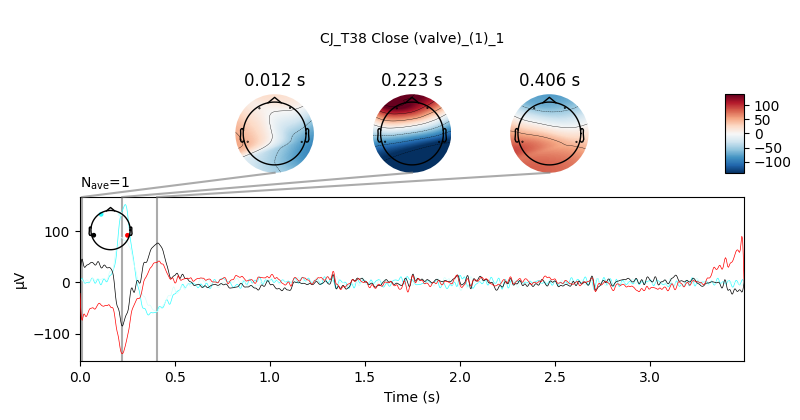 CJ_T38 Close (valve)_(1)_1
0.012 s 0.223 s 0.406 s
100
50
0
−50
−100
Nave=1
100
0
−100
µV
0.0 0.5 1.0 1.5 2.0 2.5 3.0
Time (s)